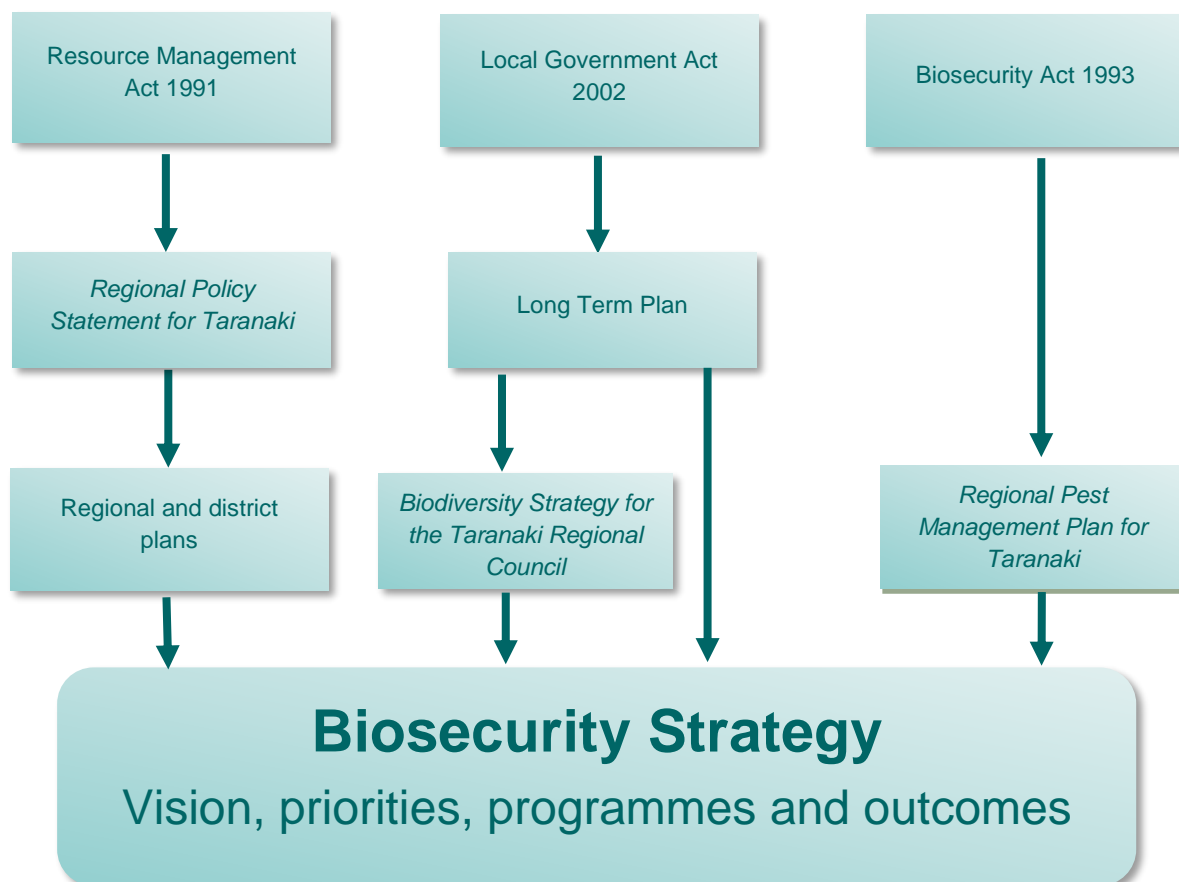 Resource Management
Act 1991
Local Government Act
2002
Biosecurity Act 1993
Regional Policy
Statement for Taranaki
Long Term Plan
Regional and district
plans
Biodiversity Strategy for
the Taranaki Regional
Council
Regional Pest
Management Plan for
Taranaki
Biosecurity Strategy
Vision, priorities, programmes and outcomes